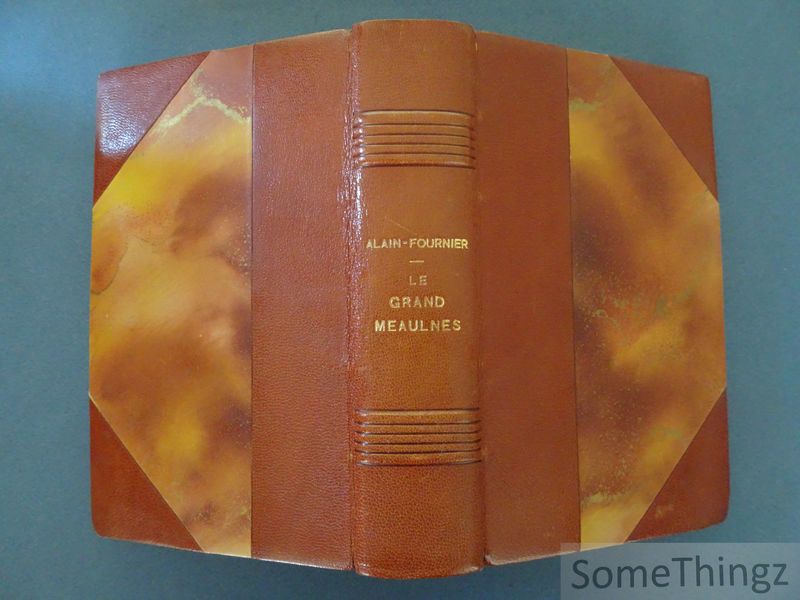 ALAIN-FOURNIER
LE
GRAND
MEAULNES
SomeThingz